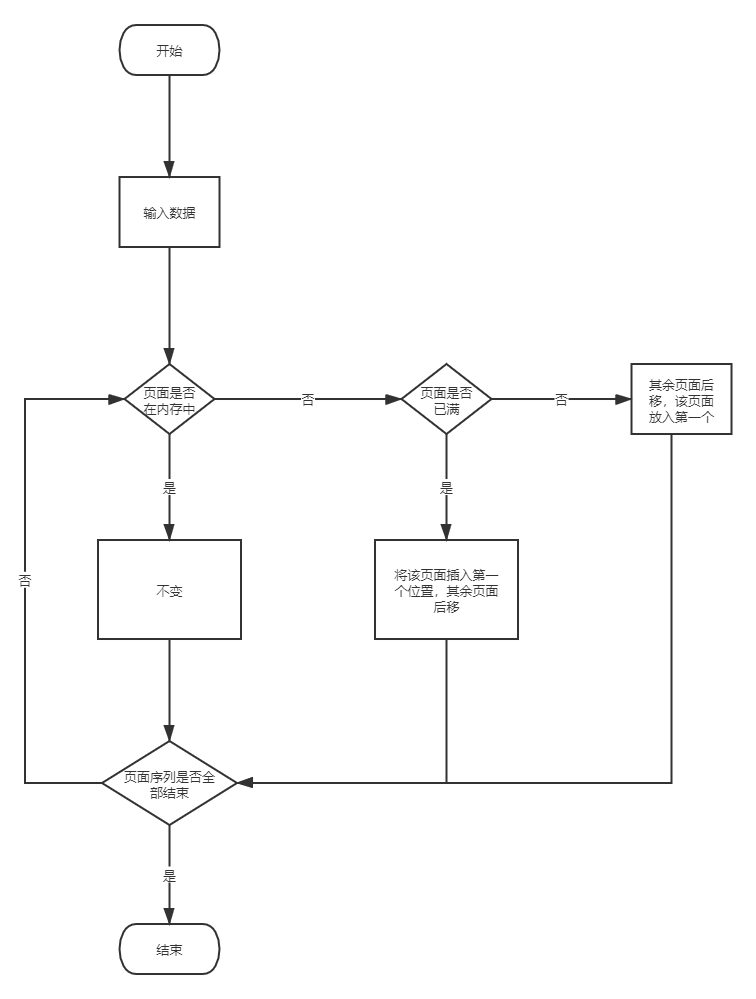 开始
输入数据
页面是否
在内存中
否
页面是否
已满
否
其余页面后
移，该页面
放入第一个
是
是
否
不变
将该页面插入第一
个位置，其余页面
后移
页面序列是否全
部结束
是
结束